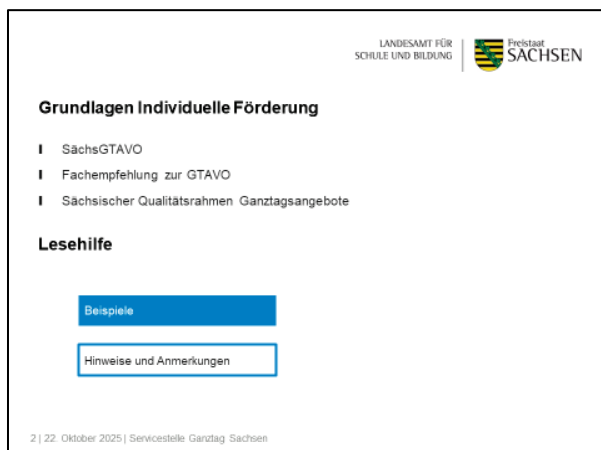 LANDESAMT FÜR
SCHULE UND BILDUNG
Freistaat
SACHSEN
Grundlagen Individuelle Förderung
SächsGTAVO
Fachempfehlung zur GTAVO
Sächsischer Qualitätsrahmen Ganztagsangebote
Lesehilfe
Beispiele
Hinweise und Anmerkungen
2 | 22. Oktober 2025 | Servicestelle Ganztag Sachsen